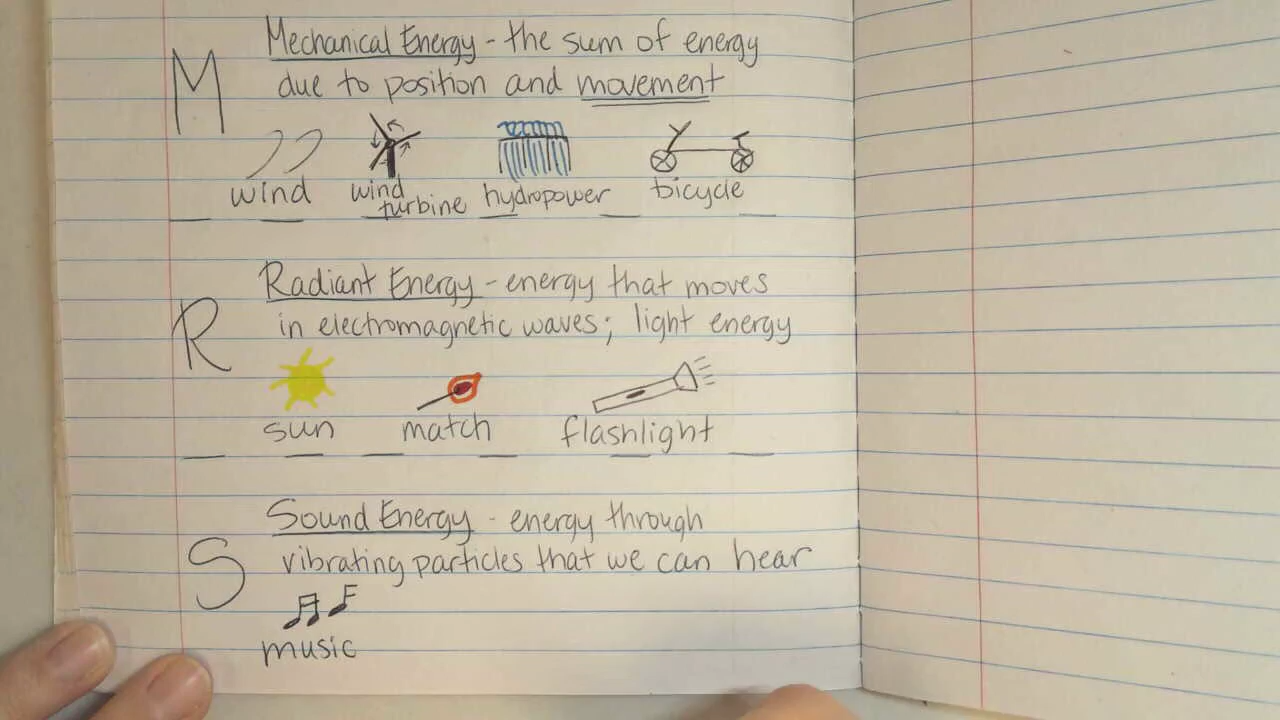 M
Mechanical Energy - the sum of energy
due to position and movement
wind
wind
turbine
hydropower
bicycle
R
Radiant Energy - energy that moves
in electromagnetic waves; light energy
sun
match
flashlight
S
Sound Energy - energy through
vibrating particles that we can hear
music